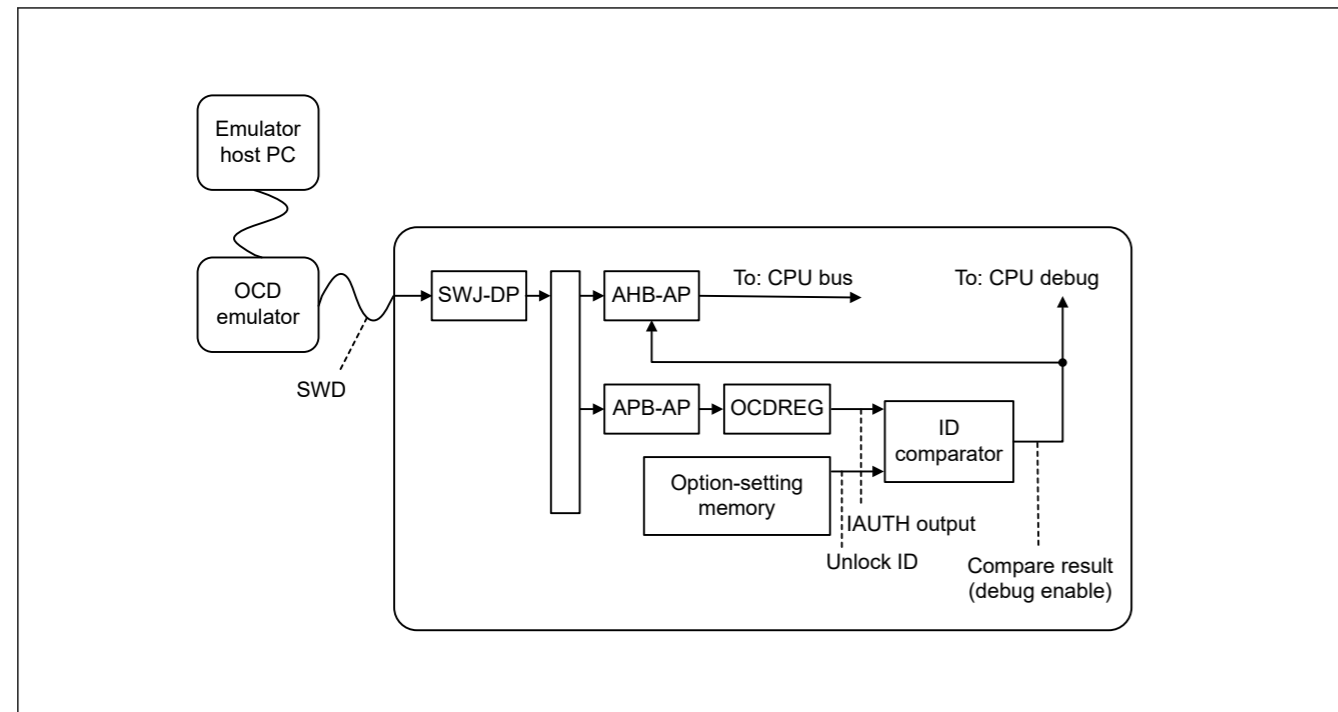 Emulator
host PC
OCD
emulator
SWD
SWJ-DP
AHB-AP
To: CPU bus
To: CPU debug
APB-AP
OCDREG
ID
comparator
Option-setting
memory
IAUTH output
Unlock ID
Compare result
(debug enable)